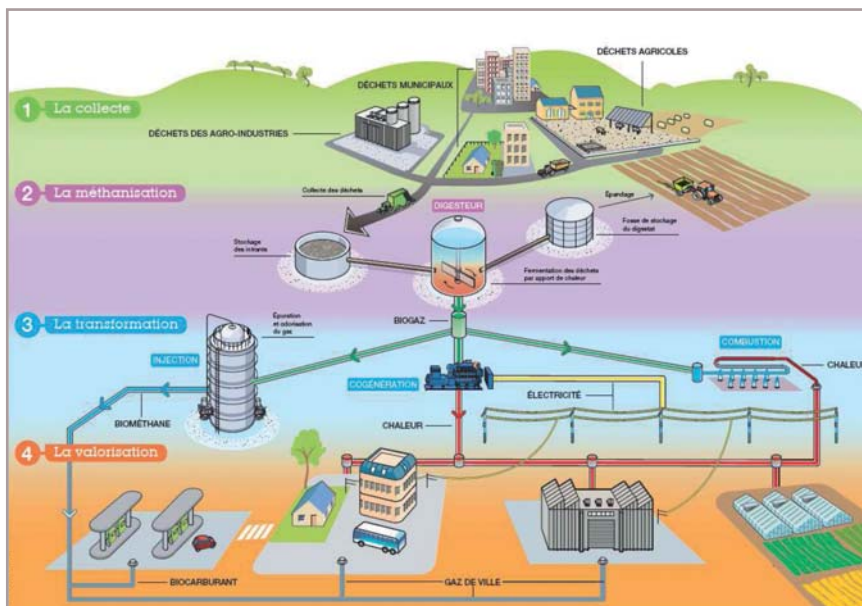 DÉCHETS AGRICOLES
DÉCHETS MUNICIPAUX
1 La collecte
DÉCHETS DES AGRO-INDUSTRIES
2 La méthanisation
Collecte des déchets
DIGESTEUR
Épandage
Fosse de stockage
du digestat
Stockage
des intrants
Fermentation des déchets
par apport de chaleur
3 La transformation
Épuration
et odorisation
du gaz
BIOGAZ
INJECTION
COGÉNÉRATION
COMBUSTION
CHALEUR
ÉLECTRICITÉ
BIOMÉTHANE
CHALEUR
4 La valorisation
BIOCARBURANT
GAZ DE VILLE